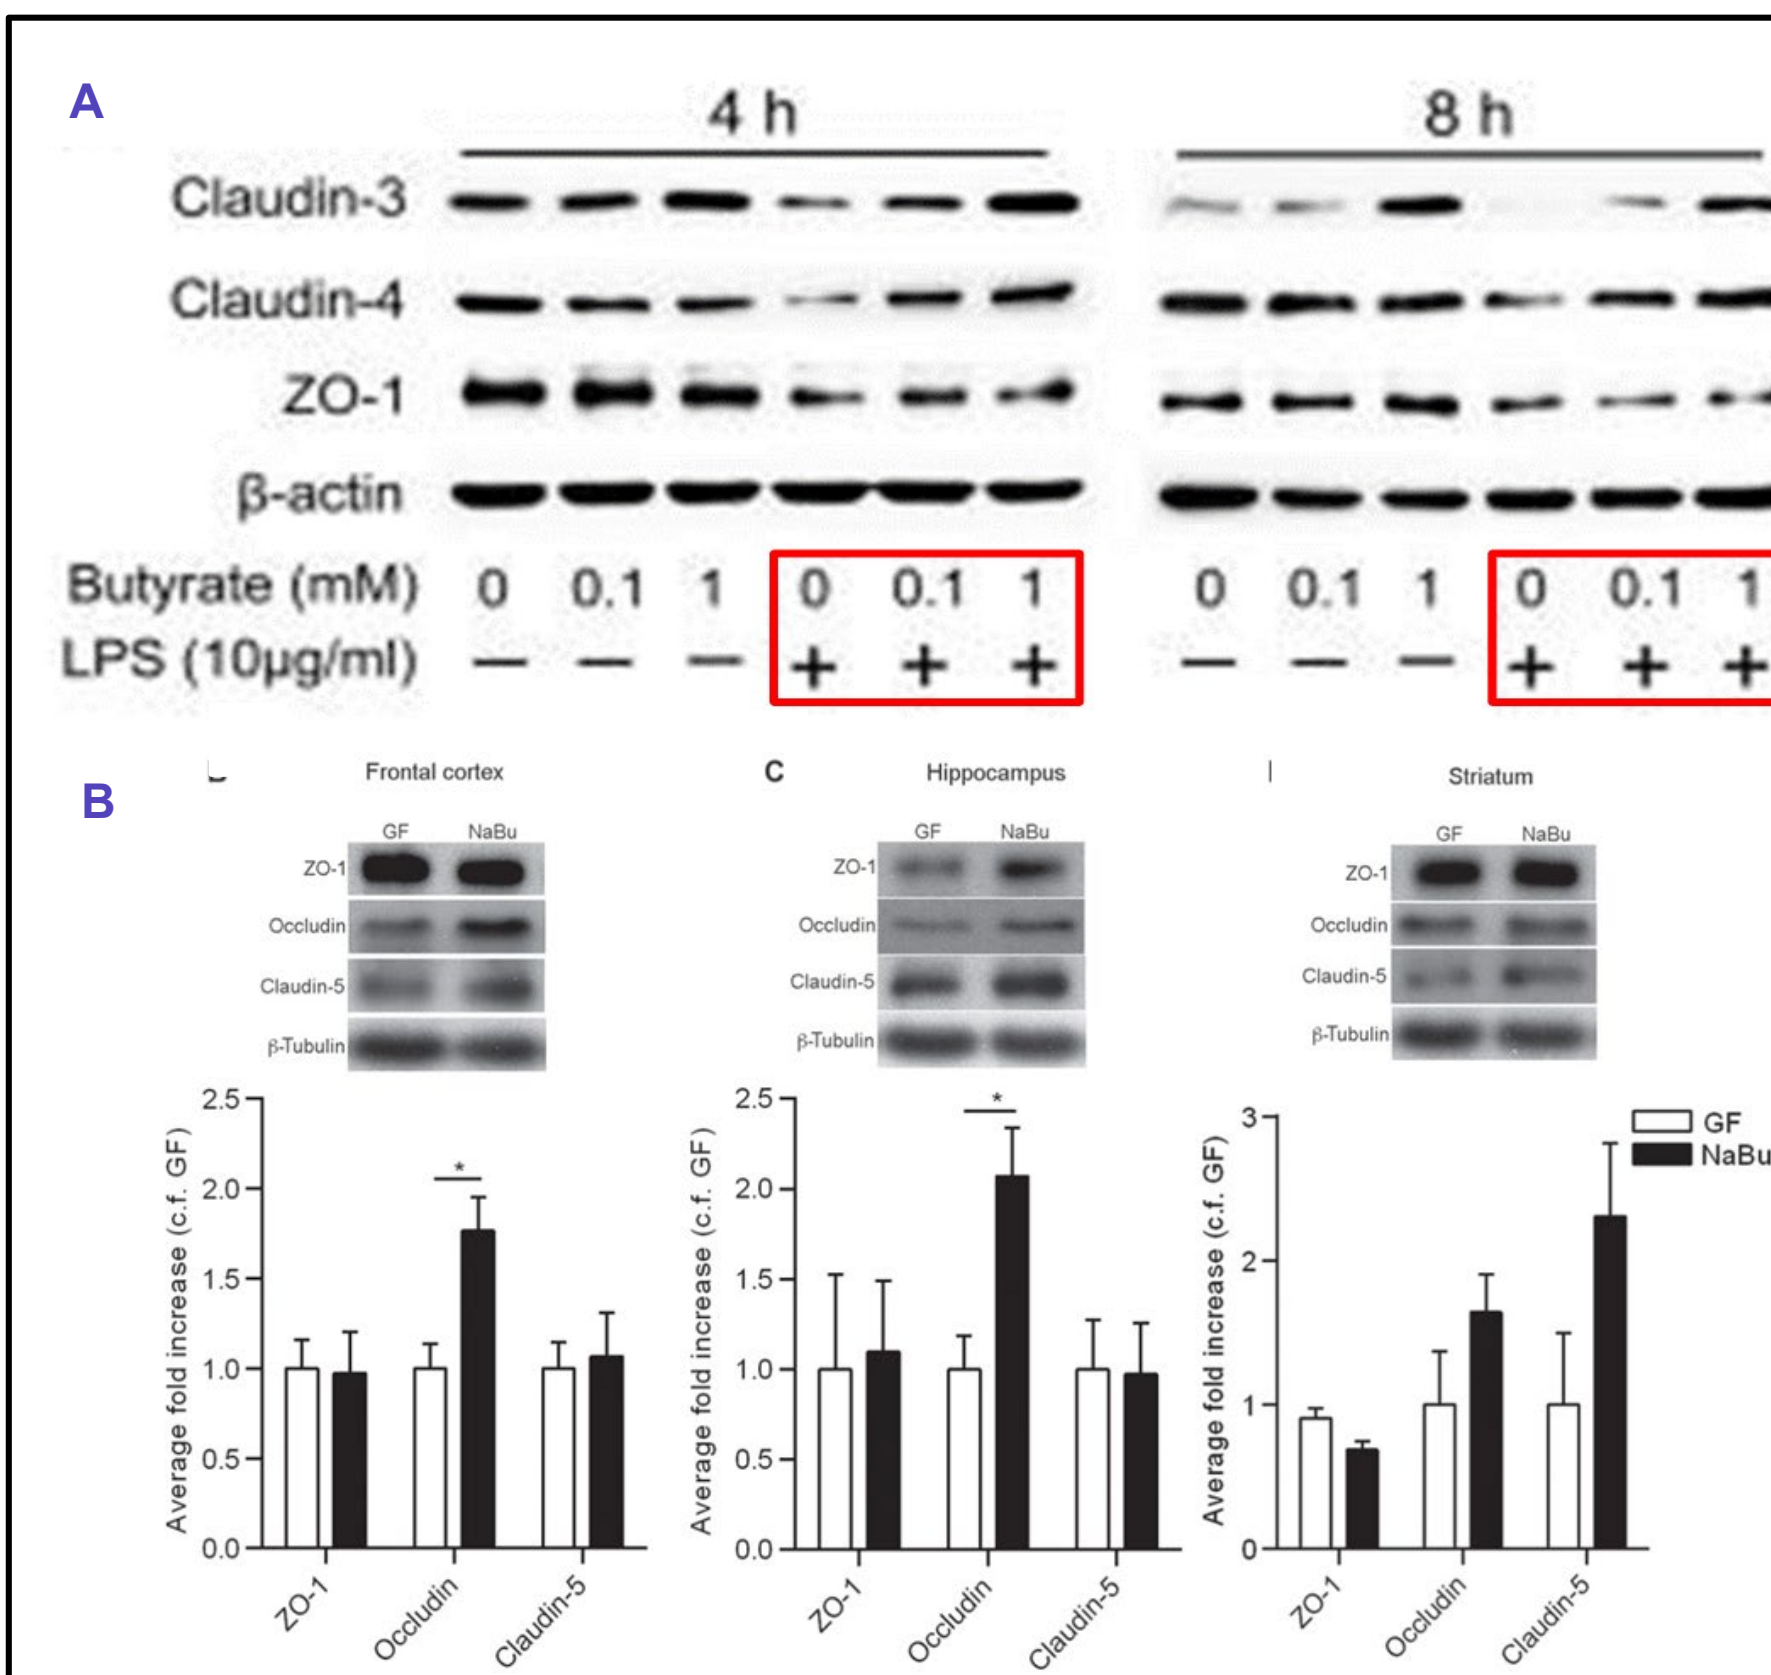 A
4 h 8 h
Claudin-3
Claudin-4
ZO-1
β-actin
Butyrate (mM) 0 0.1 1 0 0.1 1 0 0.1 1 0 0.1 1
LPS (10µg/ml) — — — + + + — — — + + +
B
Frontal cortex
GF NaBu
ZO-1
Occludin
Claudin-5
β-Tubulin
2.5
2.0
1.5
1.0
0.5
0.0
Average fold increase (c.f. GF)
*
ZO-1
Occludin
Claudin-5
C Hippocampus
GF NaBu
ZO-1
Occludin
Claudin-5
β-Tubulin
2.5
2.0
1.5
1.0
0.5
0.0
Average fold increase (c.f. GF)
*
ZO-1
Occludin
Claudin-5
Striatum
GF NaBu
ZO-1
Occludin
Claudin-5
β-Tubulin
3
2
1
0
Average fold increase (c.f. GF)
GF
NaBu
ZO-1
Occludin
Claudin-5